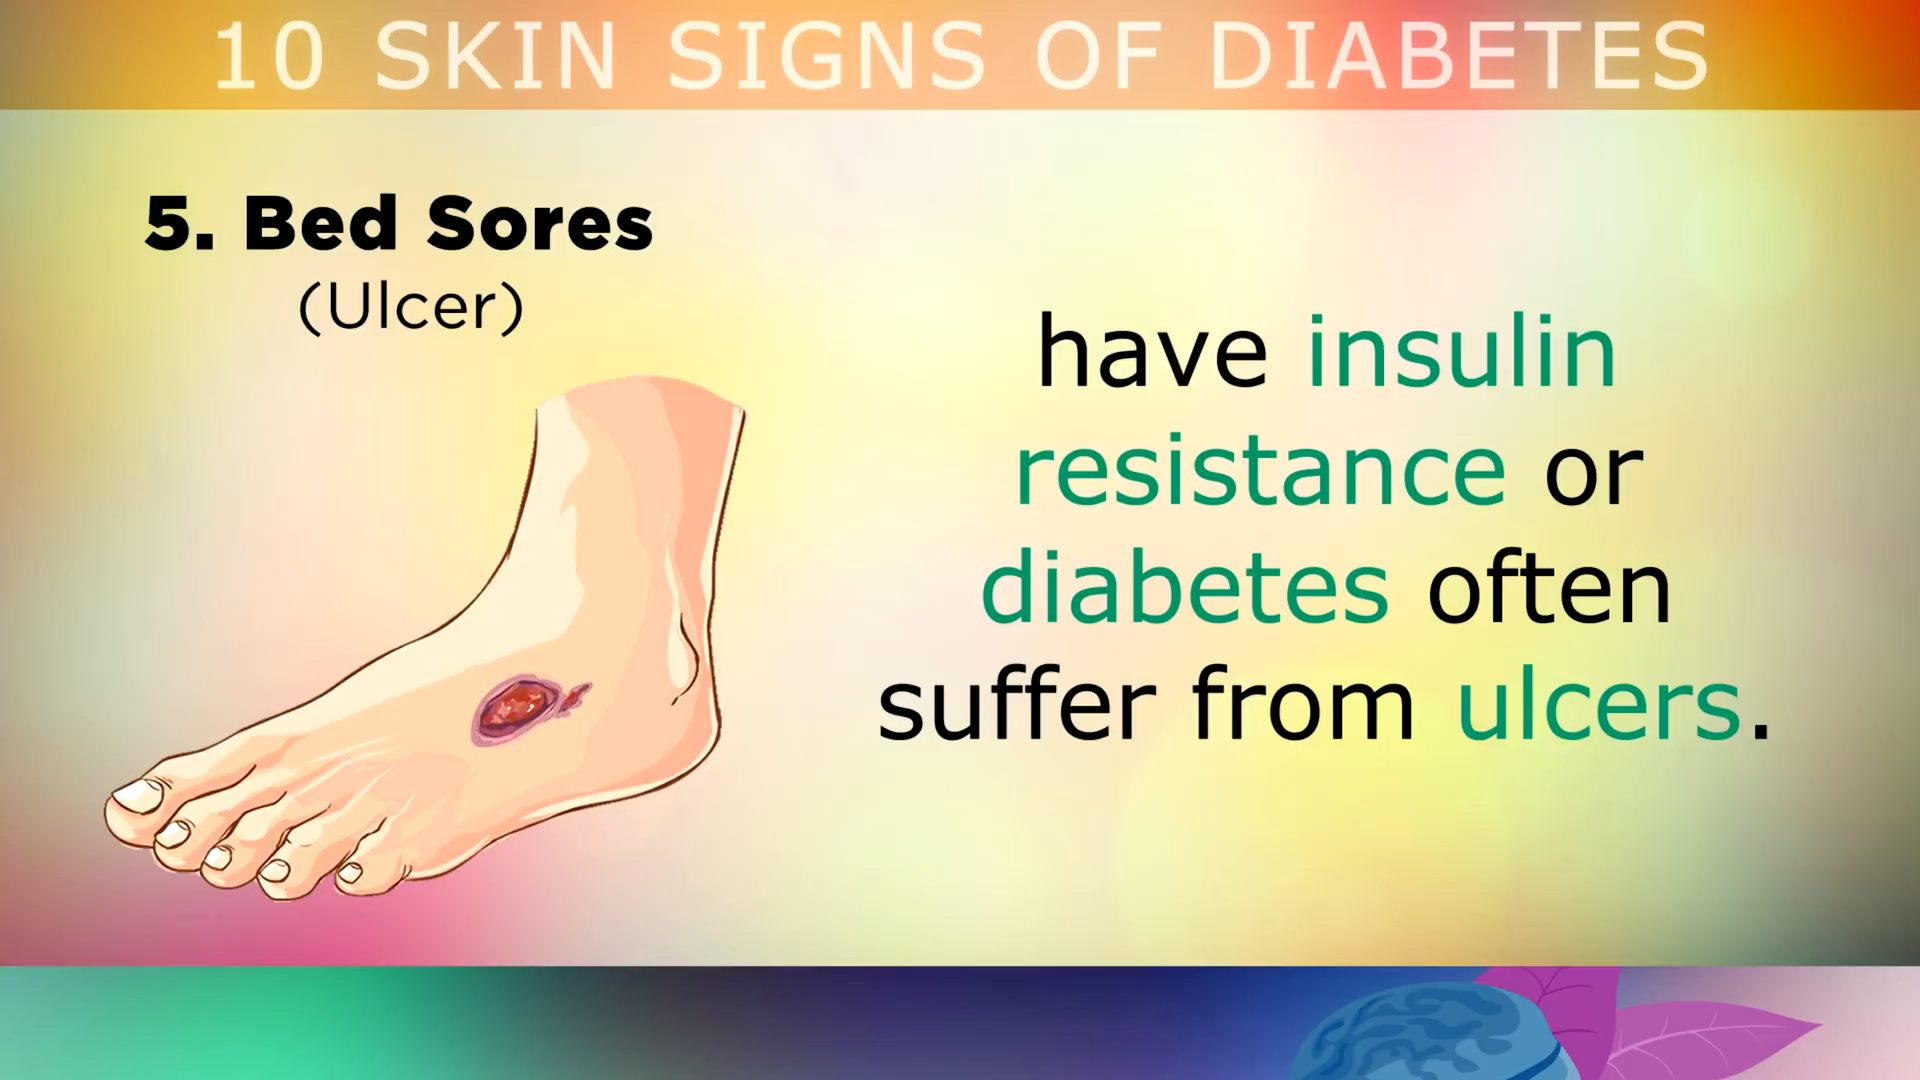 10 SKIN SIGNS OF DIABETES
5. Bed Sores
(Ulcer)
have insulin
resistance or
diabetes often
suffer from ulcers.